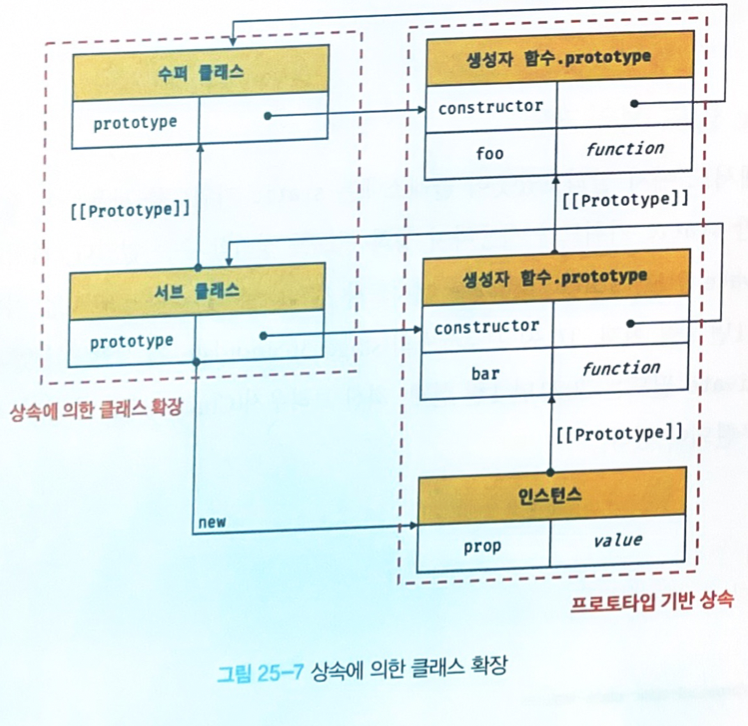 수퍼 클래스
prototype
생성자 함수.prototype
constructor
foo function
[[Prototype]]
[[Prototype]]
서브 클래스
prototype
생성자 함수.prototype
constructor
bar function
상속에 의한 클래스 확장
[[Prototype]]
인스턴스
new
prop value
프로토타입 기반 상속
그림 25-7 상속에 의한 클래스 확장